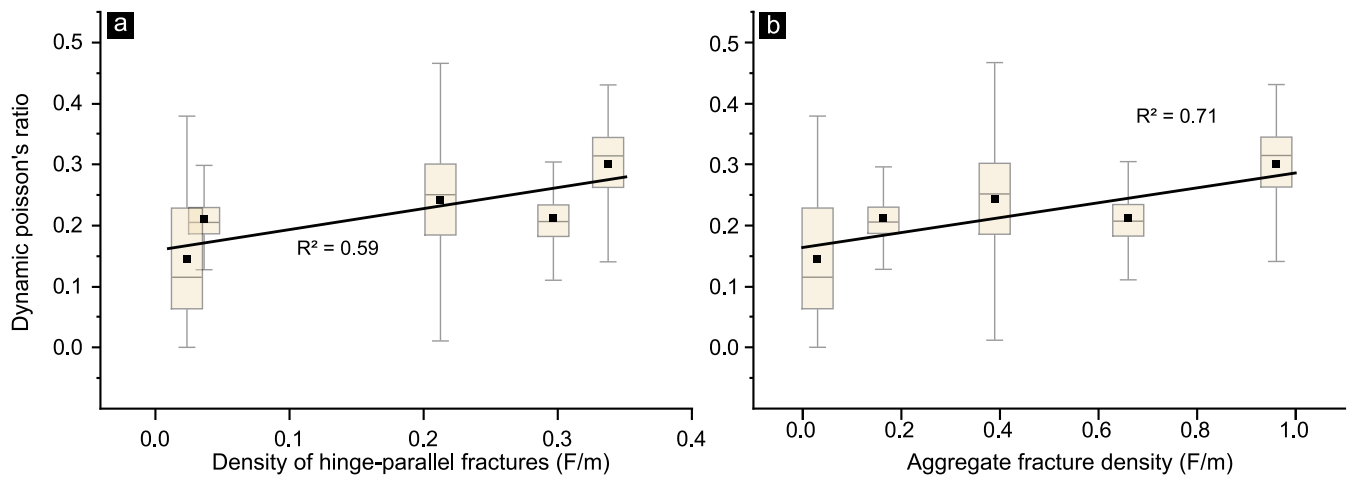 a
Dynamic poisson's ratio
0.5
0.4
0.3
0.2
0.1
0.0
R² = 0.59
0.0 0.1 0.2 0.3 0.4
Density of hinge-parallel fractures (F/m)
b
0.5
0.4
0.3
0.2
0.1
0.0
R² = 0.71
0.0 0.2 0.4 0.6 0.8 1.0
Aggregate fracture density (F/m)